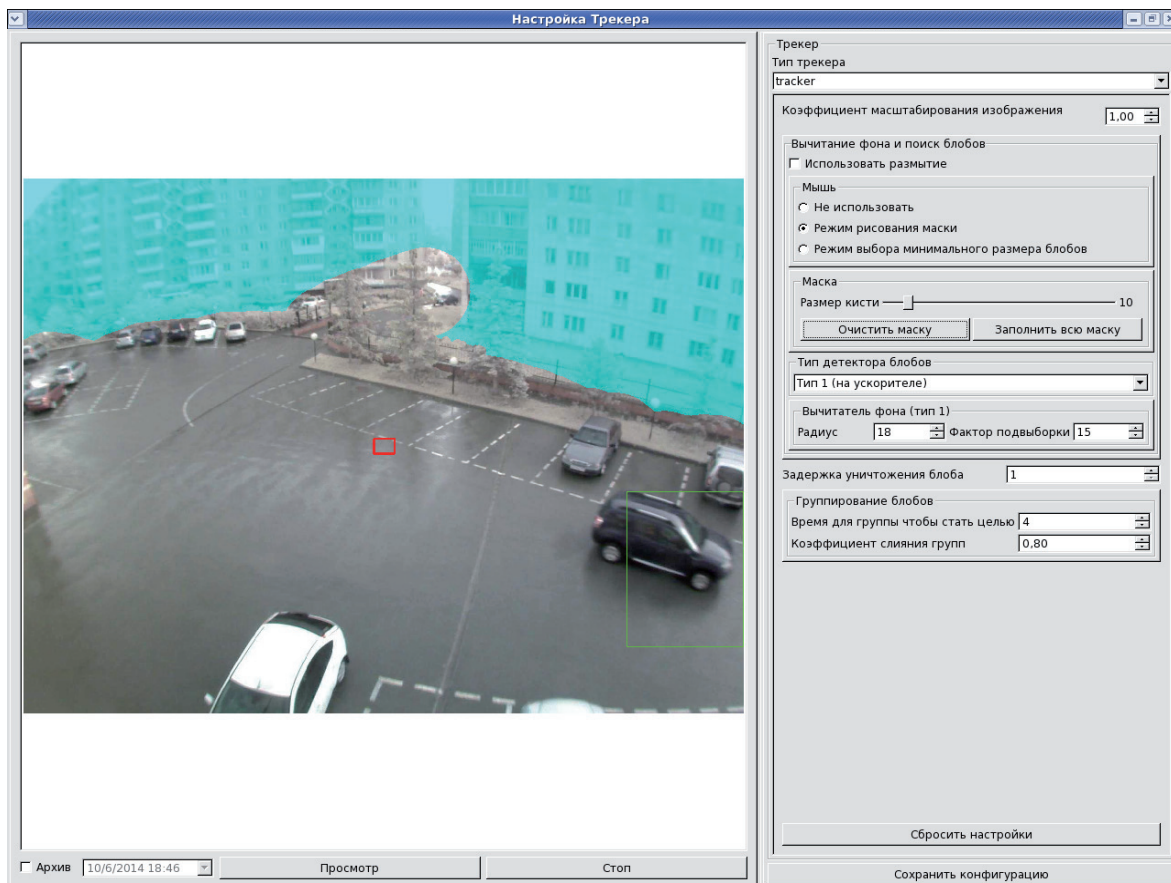 Настройка Трекера
Трекер
Тип трекера
tracker
Коэффициент масштабирования изображения 1,00
Вычитание фона и поиск блобов
Использовать размытие
Мышь
Не использовать
Режим рисования маски
Режим выбора минимального размера блобов
Маска
Размер кисти 10
Очистить маску Заполнить всю маску
Тип детектора блобов
Тип 1 (на ускорителе)
Вычитатель фона (тип 1)
Радиус 18 Фактор подвыборки 15
Задержка уничтожения блоба 1
Группирование блобов
Время для группы чтобы стать целью 4
Коэффициент слияния групп 0,80
Сбросить настройки
Архив 10/6/2014 18:46 Просмотр Стоп
Сохранить конфигурацию